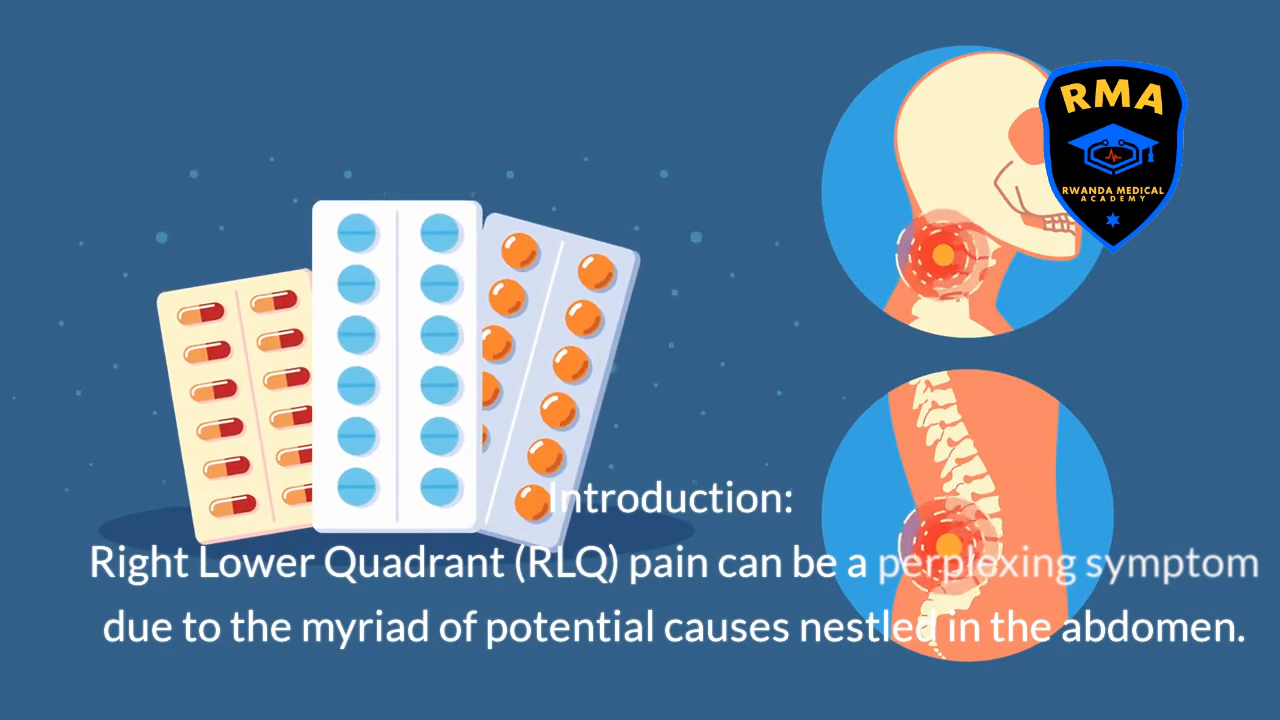 RMA
RWANDA MEDICAL
ACADEMY
Introduction:
Right Lower Quadrant (RLQ) pain can be a perplexing symptom
due to the myriad of potential causes nestled in the abdomen.